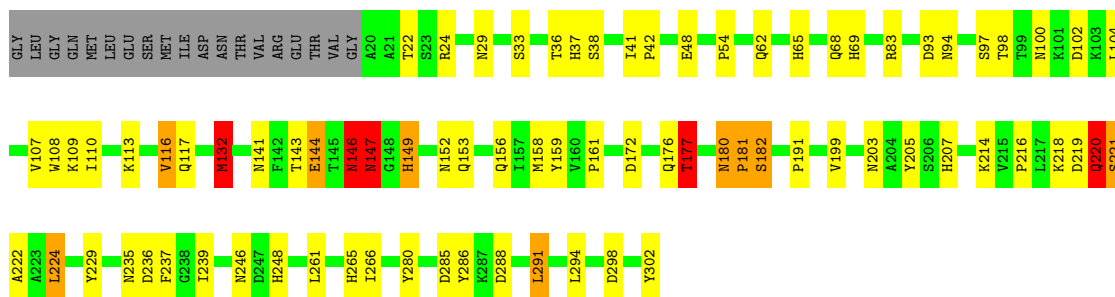 GLY LEU GLY GLN MET LEU GLU SER MET ILE ASP ASN THR VAL ARG GLU THR VAL GLY A20 A21 T22 S23 R24 N29 S33 T36 H37 S38 I41 P42 E48 P54 Q62 H65 Q68 H69 R83 D93 N94 S97 T98 T99 N100 K101 D102 K103
V107 W108 K109 I110 K113 V116 Q117 M132 N141 F142 T143 E144 T145 N146 N147 G148 H149 N152 Q153 Q156 I157 M158 Y159 V160 P161 D172 Q176 T177 N180 P181 S182 P191 V199 N203 A204 Y205 S206 H207 K214 V215 P216 L217 K218 D219 Q220
A222 A223 L224 Y229 N235 D236 F237 G238 I239 N246 D247 H248 L261 H265 I266 Y280 D285 Y286 K287 D288 L291 L294 D298 Y302